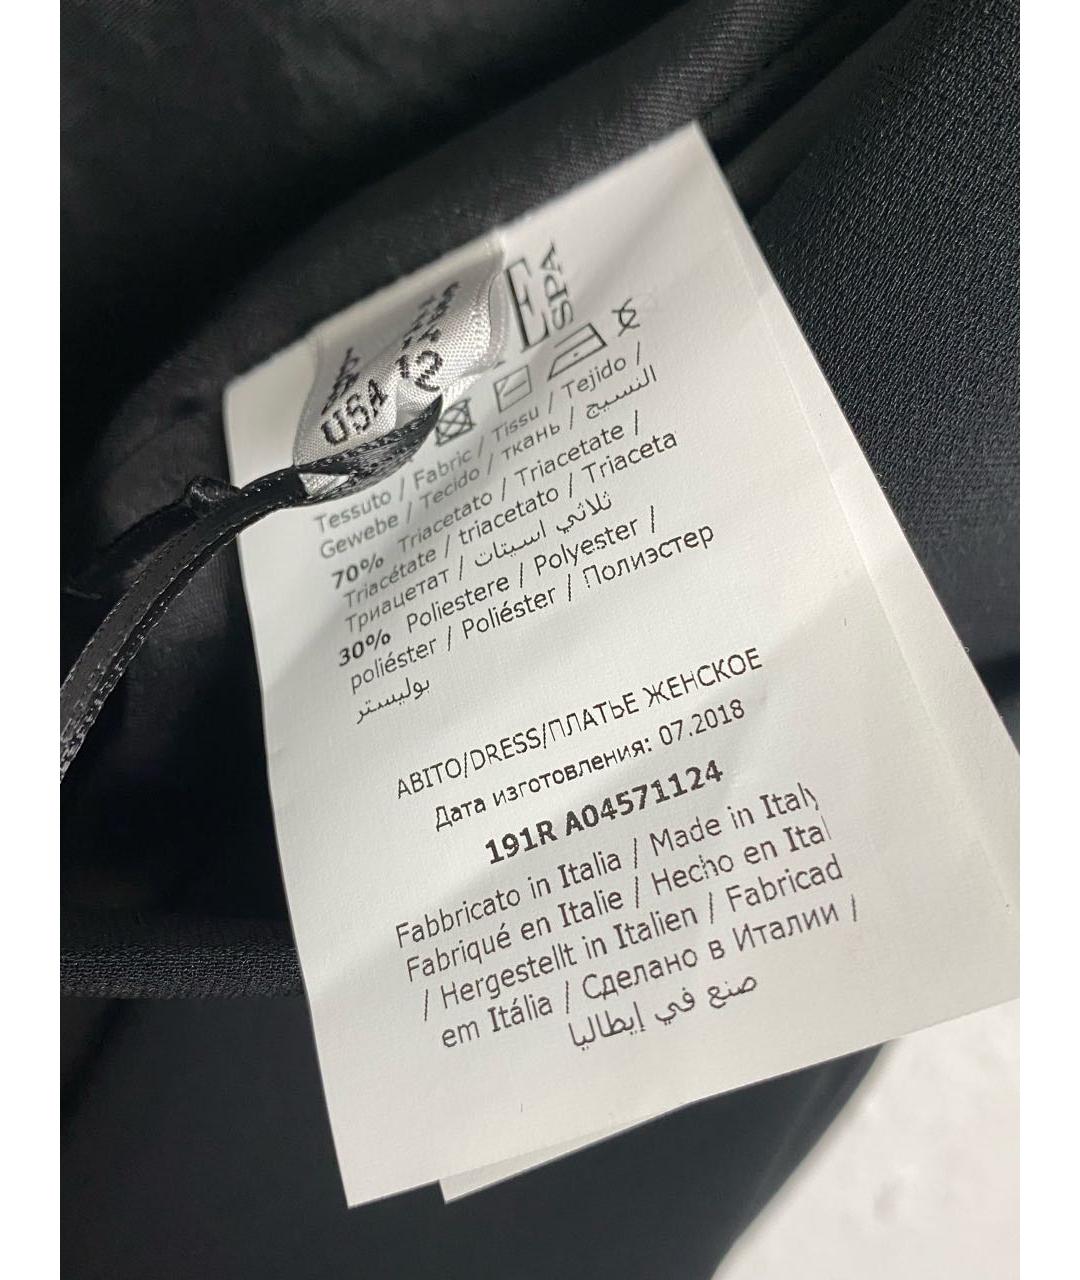 USA 12
SPA
Tessuto / Fabric / Tissu / Tejido /
Gewebe / Tecido / ткань / النسيج
70% Triacetato / Triacetate /
Triacétate / triacetato / Triaceta
Триацетат / ثلاثي اسيتات
30% Poliestere / Polyester /
poliéster / Poliéster / Полиэстер
بوليستر
ABITO/DRESS/ПЛАТЬЕ ЖЕНСКОЕ
Дата изготовления: 07.2018
191R A04571124
Fabbricato in Italia / Made in Italy
Fabriqué en Italie / Hecho en Ital
/ Hergestellt in Italien / Fabricad
em Itália / Сделано в Италии /
صنع في إيطاليا